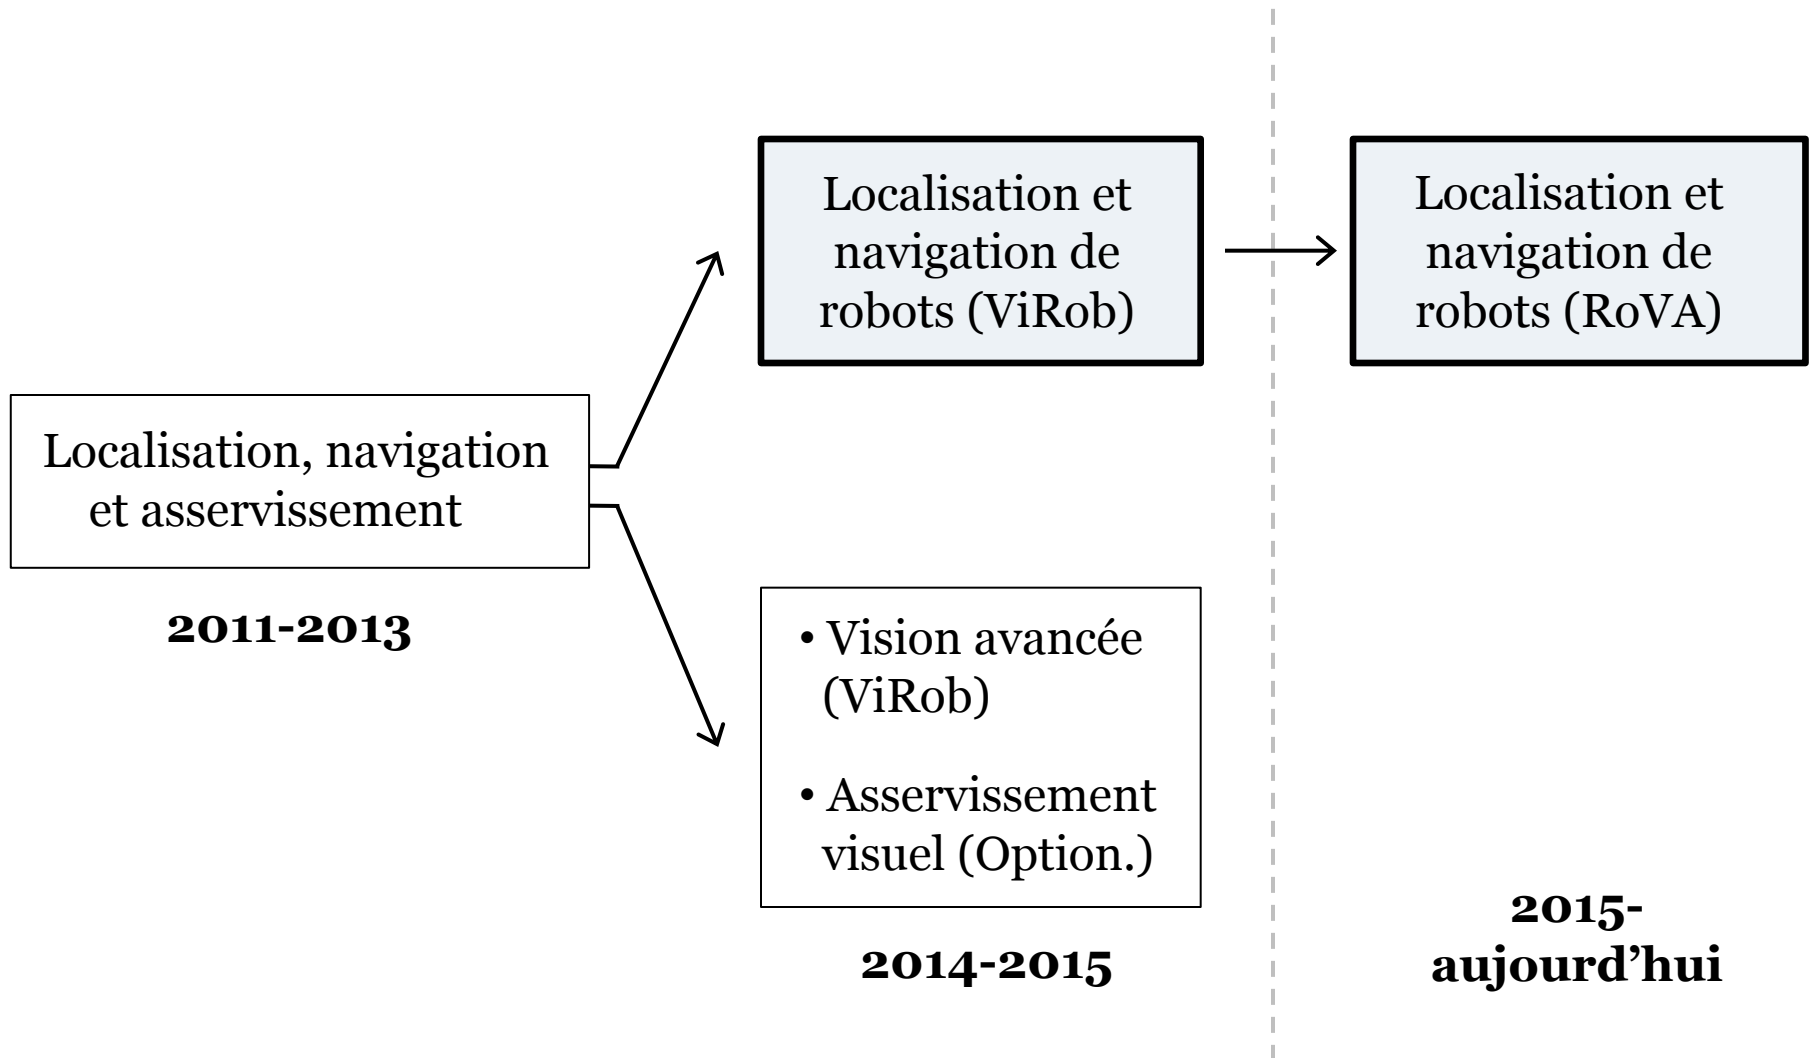 Localisation, navigation
et asservissement
2011-2013
Localisation et
navigation de
robots (ViRob)
• Vision avancée
(ViRob)
• Asservissement
visuel (Option.)
2014-2015
Localisation et
navigation de
robots (RoVA)
2015-
aujourd’hui